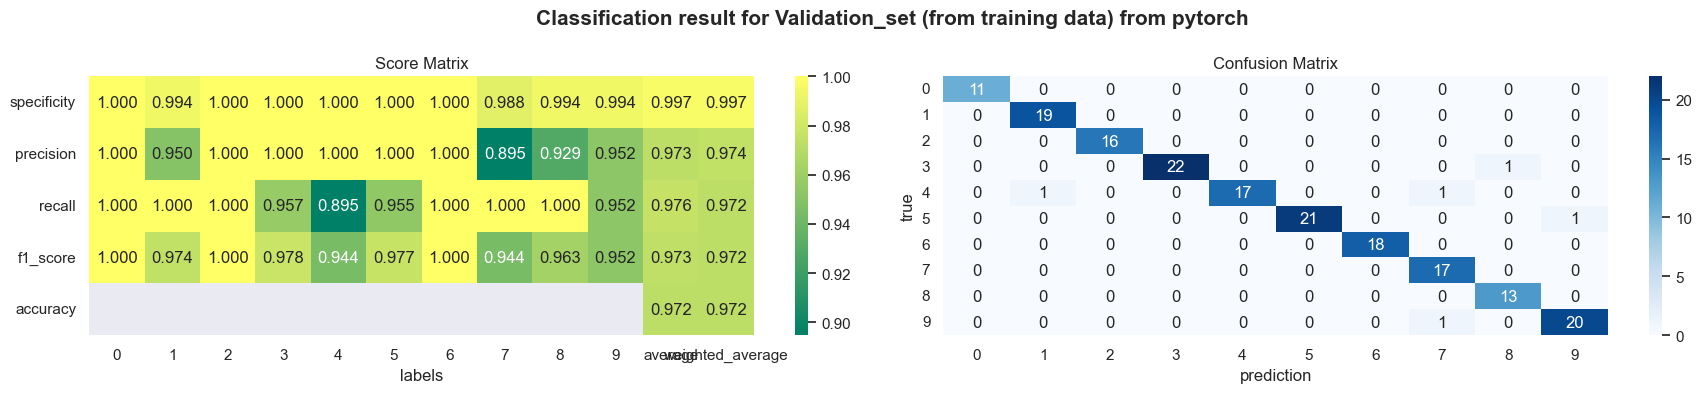 Classification result for Validation_set (from training data) from pytorch
Score Matrix
specificity 1.000 0.994 1.000 1.000 1.000 1.000 1.000 0.988 0.994 0.994 0.997 0.997
precision 1.000 0.950 1.000 1.000 1.000 1.000 1.000 0.895 0.929 0.952 0.973 0.974
recall 1.000 1.000 1.000 0.957 0.895 0.955 1.000 1.000 1.000 0.952 0.976 0.972
f1_score 1.000 0.974 1.000 0.978 0.944 0.977 1.000 0.944 0.963 0.952 0.973 0.972
accuracy 0.972 0.972
0 1 2 3 4 5 6 7 8 9 average weighted_average
labels
1.00
0.98
0.96
0.94
0.92
0.90
Confusion Matrix
true
0 11 0 0 0 0 0 0 0 0 0
1 0 19 0 0 0 0 0 0 0 0
2 0 0 16 0 0 0 0 0 0 0
3 0 0 0 22 0 0 0 0 1 0
4 0 1 0 0 17 0 0 1 0 0
5 0 0 0 0 0 21 0 0 0 1
6 0 0 0 0 0 0 18 0 0 0
7 0 0 0 0 0 0 0 17 0 0
8 0 0 0 0 0 0 0 0 13 0
9 0 0 0 0 0 0 0 1 0 20
0 1 2 3 4 5 6 7 8 9
prediction
20
15
10
5
0